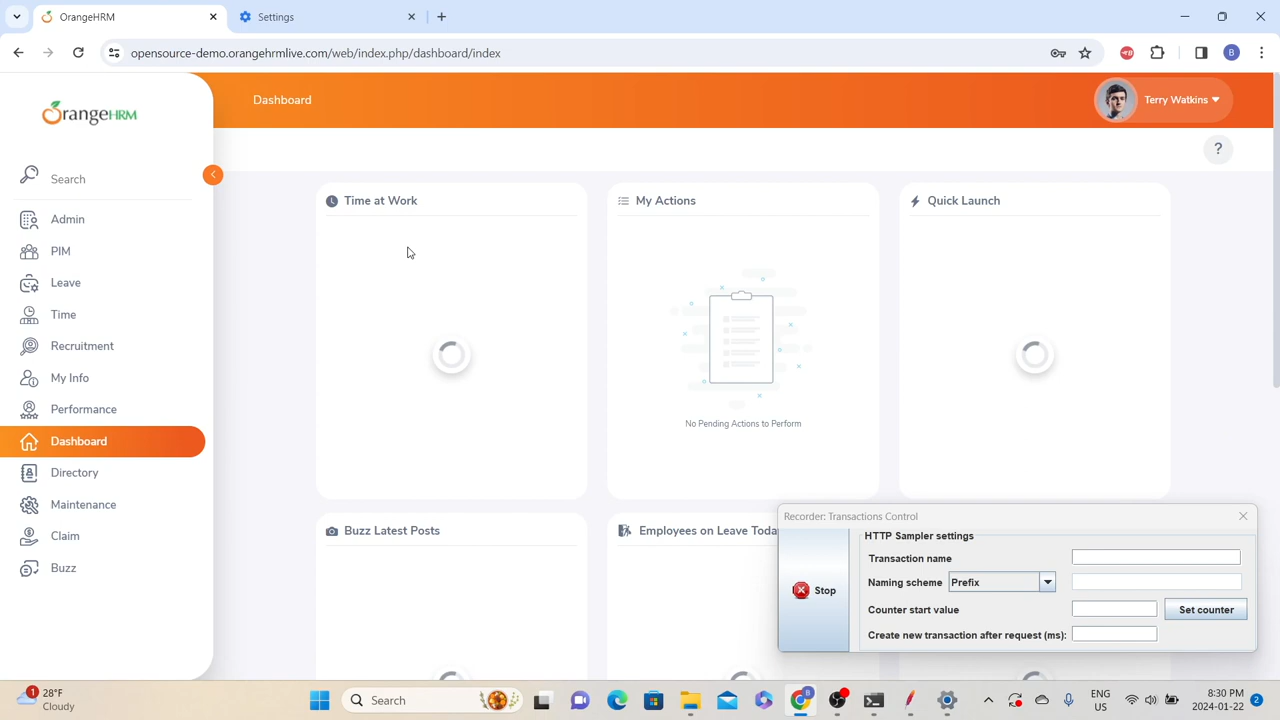 OrangeHRM
Settings
opensource-demo.orangehrmlive.com/web/index.php/dashboard/index
B
OrangeHRM
Dashboard
Terry Watkins
?
Search
Admin
PIM
Leave
Time
Recruitment
My Info
Performance
Dashboard
Directory
Maintenance
Claim
Buzz
Time at Work
My Actions
Quick Launch
No Pending Actions to Perform
Buzz Latest Posts
Employees on Leave Toda
Recorder: Transactions Control
HTTP Sampler settings
Transaction name
Naming scheme Prefix
Counter start value Set counter
Create new transaction after request (ms):
Stop
1
28°F
Cloudy
Search
B
ENG
US
8:30 PM
2024-01-22
2